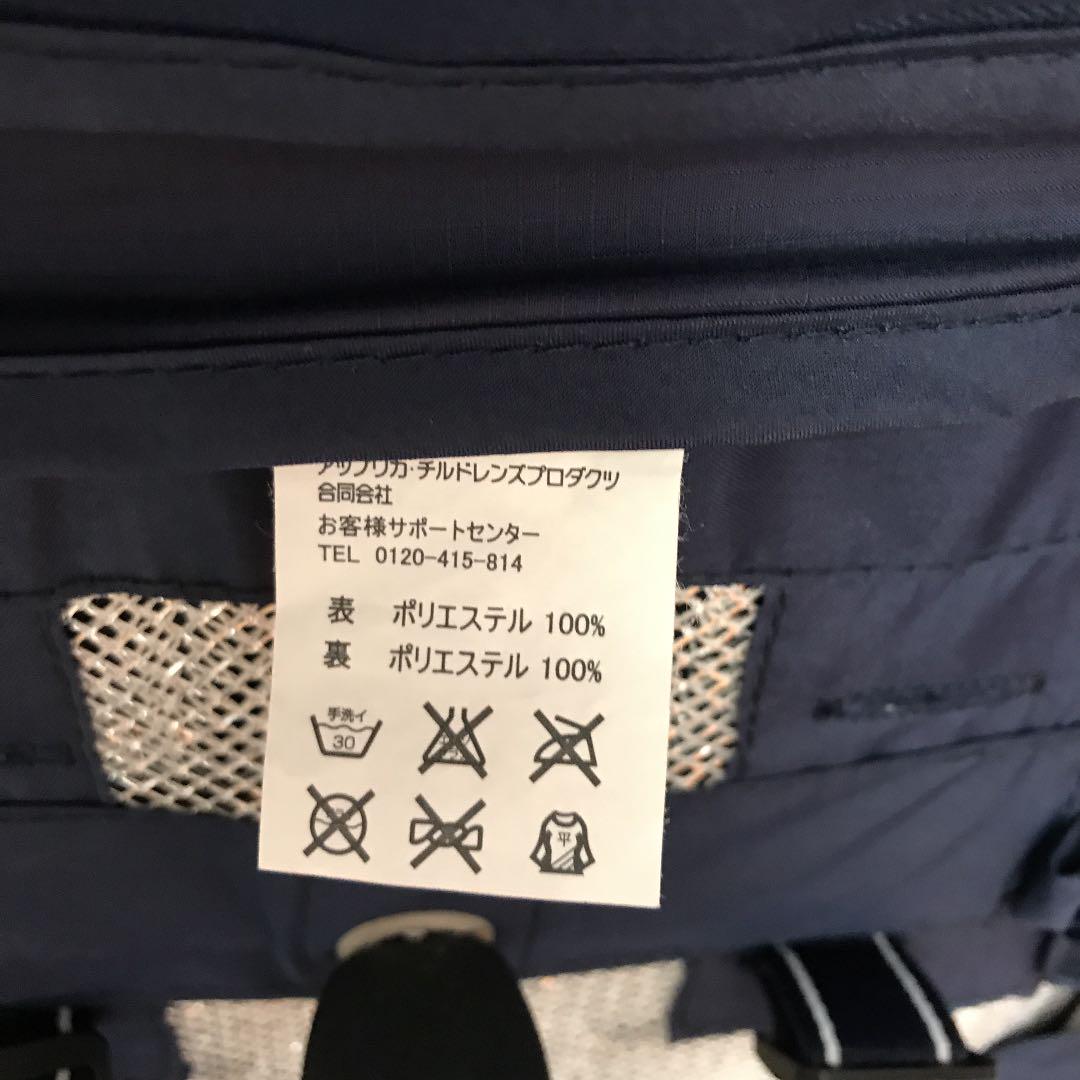 アップリカ・チルドレンズプロダクツ
合同会社
お客様サポートセンター
TEL 0120-415-814
表 ポリエステル 100%
裏 ポリエステル 100%
手洗イ
30
平